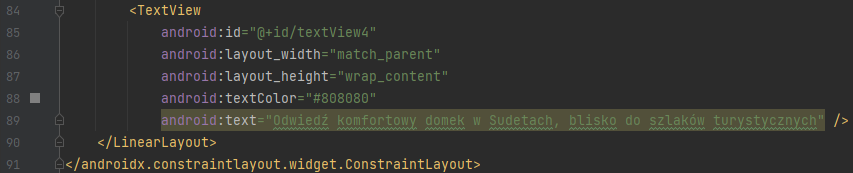 84 <TextView
85 android:id="@+id/textView4"
86 android:layout_width="match_parent"
87 android:layout_height="wrap_content"
88 android:textColor="#808080"
89 android:text="Odwiedź komfortowy domek w Sudetach, blisko do szlaków turystycznych" />
90 </LinearLayout>
91 </androidx.constraintlayout.widget.ConstraintLayout>